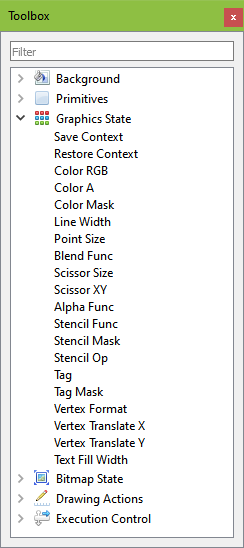 Toolbox
x
Filter
Background
Primitives
Graphics State
Save Context
Restore Context
Color RGB
Color A
Color Mask
Line Width
Point Size
Blend Func
Scissor Size
Scissor XY
Alpha Func
Stencil Func
Stencil Mask
Stencil Op
Tag
Tag Mask
Vertex Format
Vertex Translate X
Vertex Translate Y
Text Fill Width
Bitmap State
Drawing Actions
Execution Control